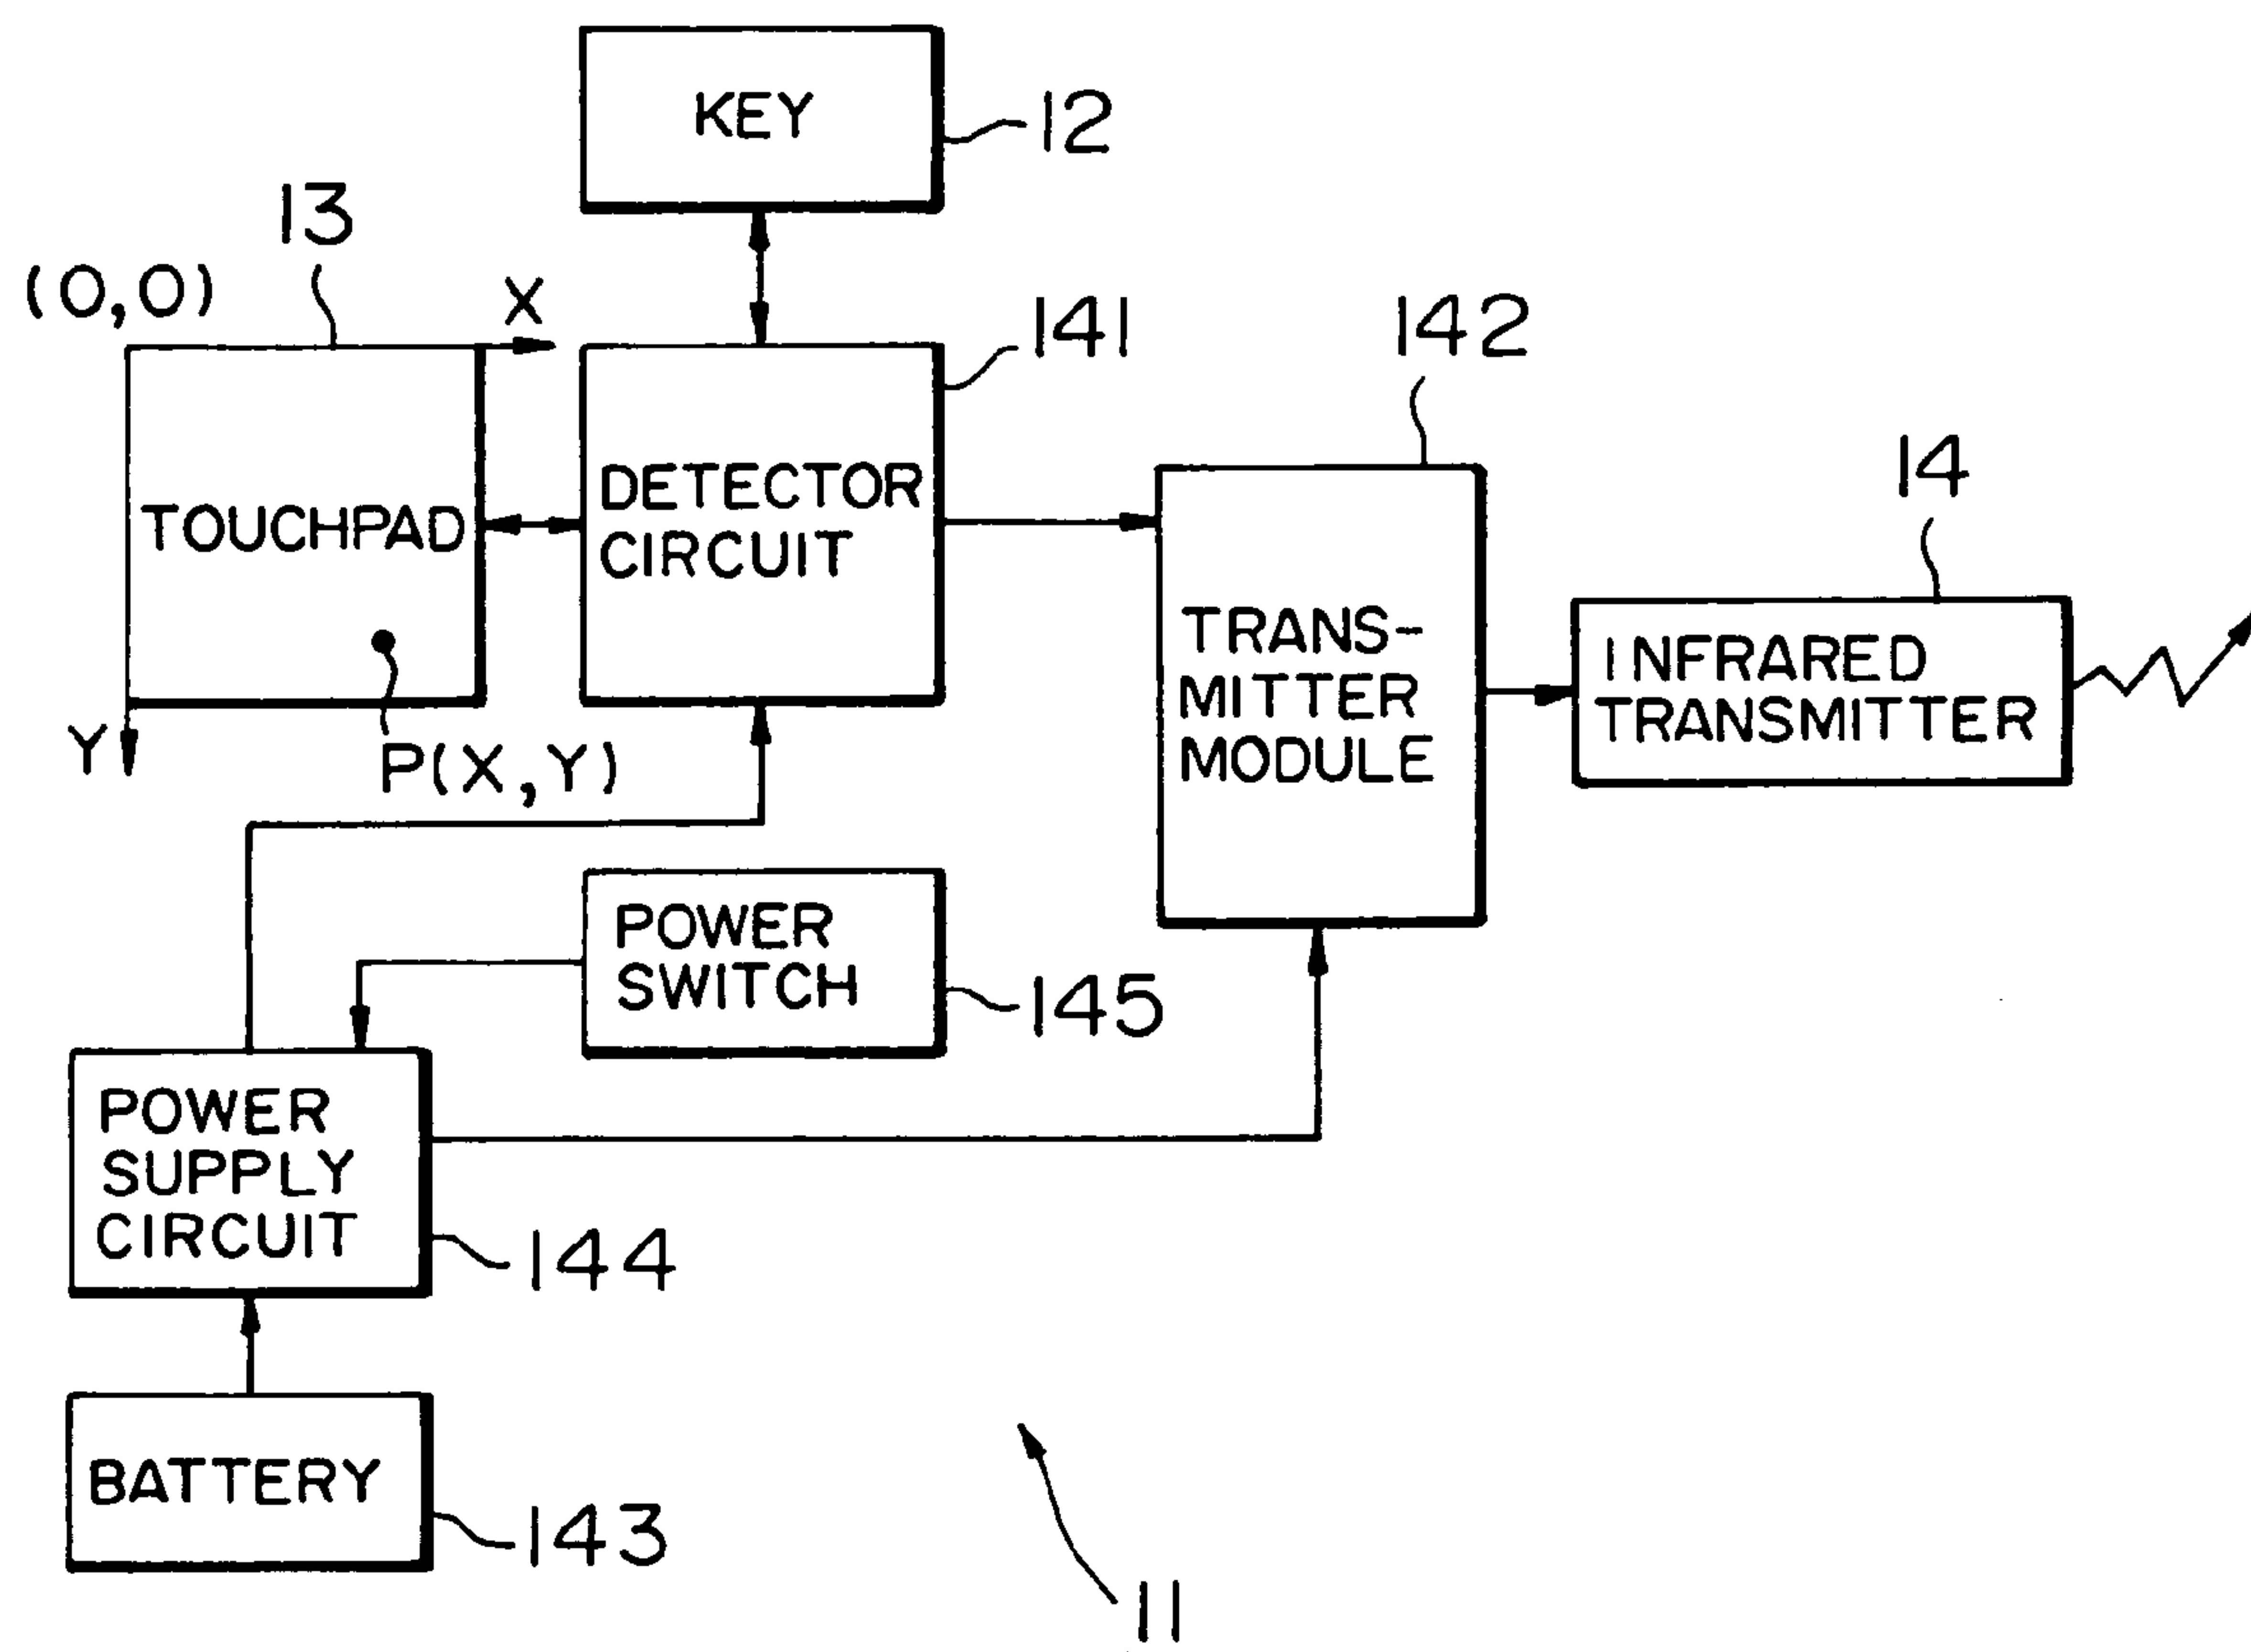 KEY
12
13
(0,0)
X
141
142
14
TOUCHPAD
DETECTOR
CIRCUIT
TRANS-
MITTER
MODULE
INFRARED
TRANSMITTER
Y
P(X,Y)
POWER
SWITCH
145
POWER
SUPPLY
CIRCUIT
144
BATTERY
143
11